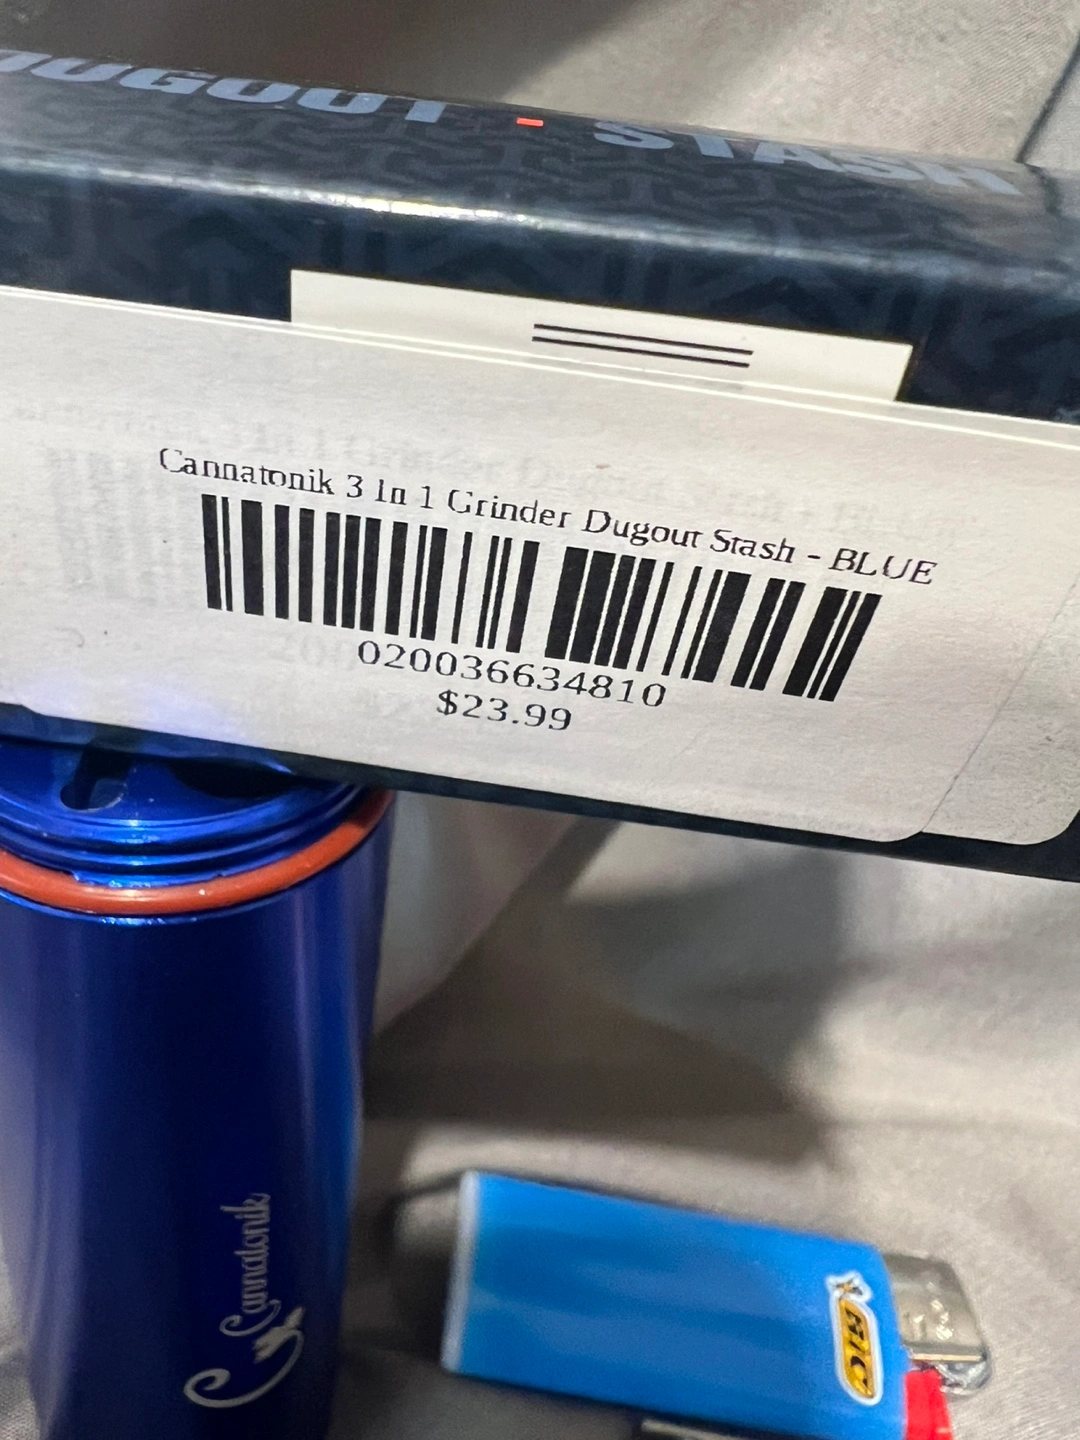 DUGOUT - STASH
Cannatonik 3 In 1 Grinder Dugout Stash - BLUE
020036634810
$23.99
Cannatonik
BIC